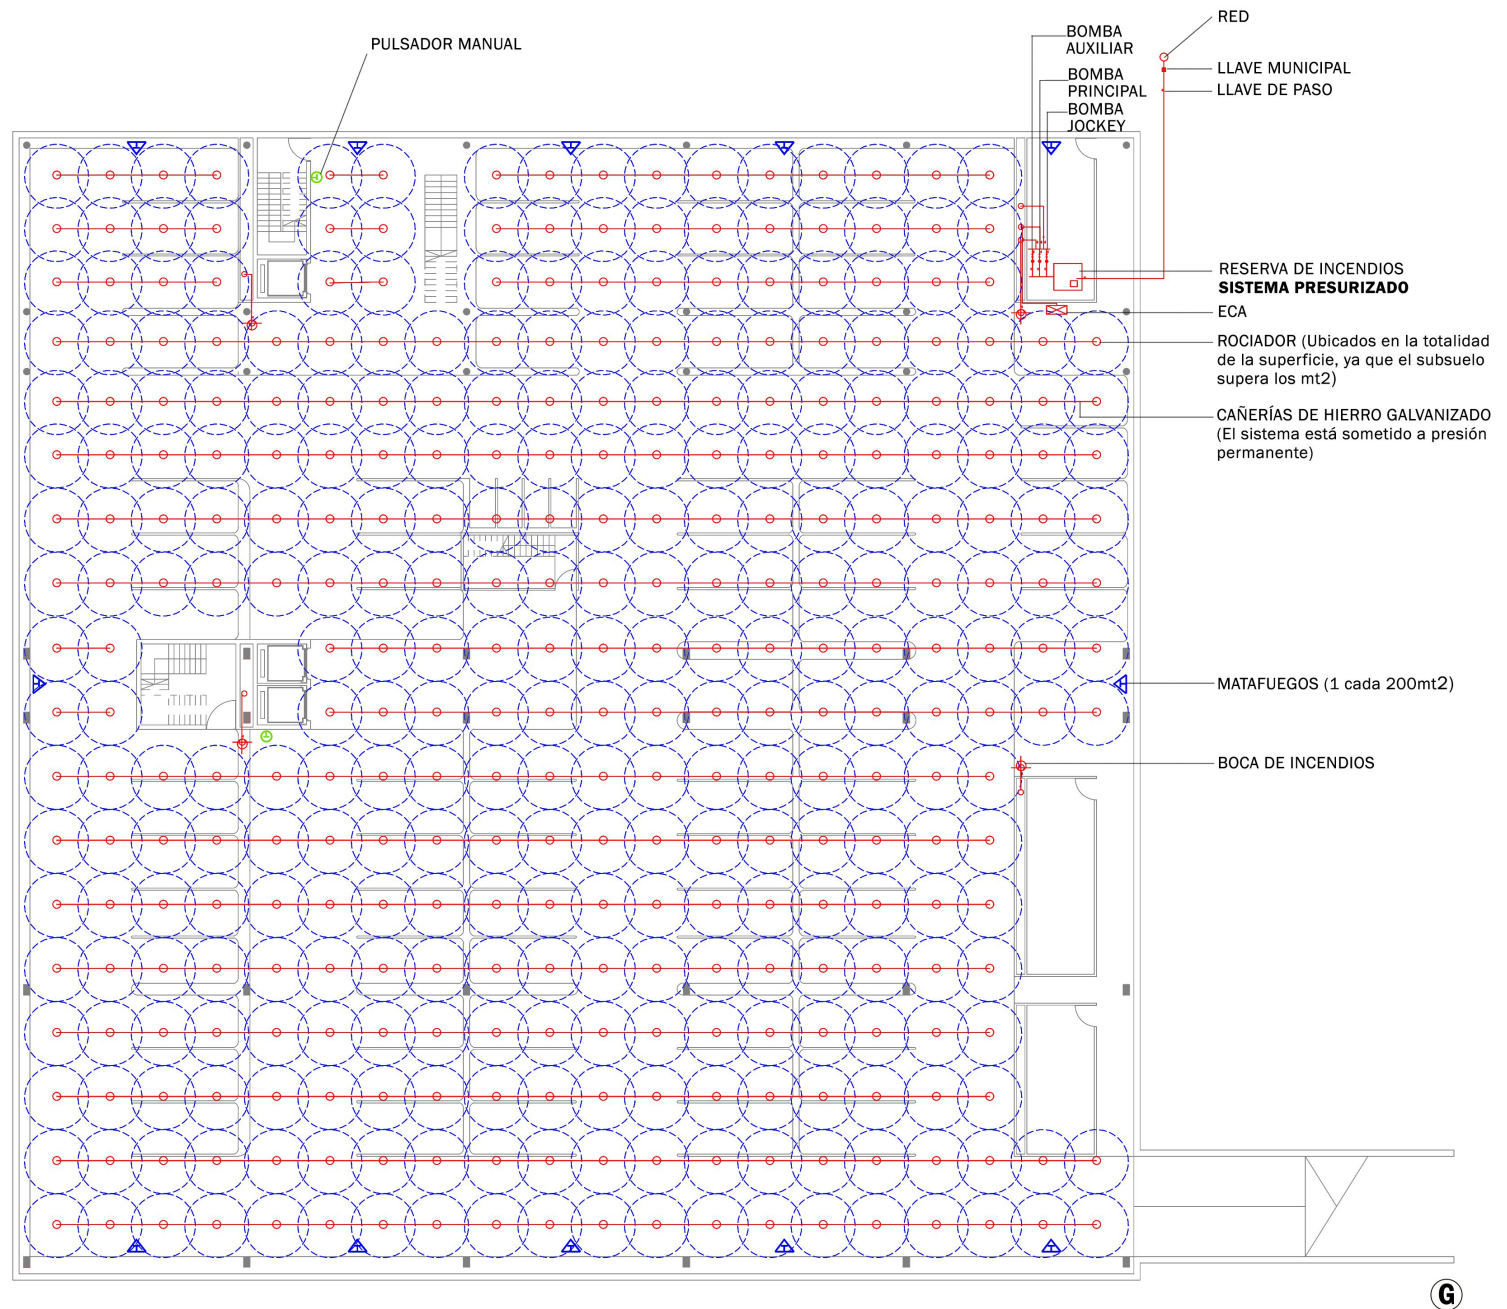 PULSADOR MANUAL
BOMBA
AUXILIAR
BOMBA
PRINCIPAL
BOMBA
JOCKEY
RED
LLAVE MUNICIPAL
LLAVE DE PASO
RESERVA DE INCENDIOS
SISTEMA PRESURIZADO
ECA
ROCIADOR (Ubicados en la totalidad
de la superficie, ya que el subsuelo
supera los mt2)
CAÑERÍAS DE HIERRO GALVANIZADO
(El sistema está sometido a presión
permanente)
MATAFUEGOS (1 cada 200mt2)
BOCA DE INCENDIOS
G